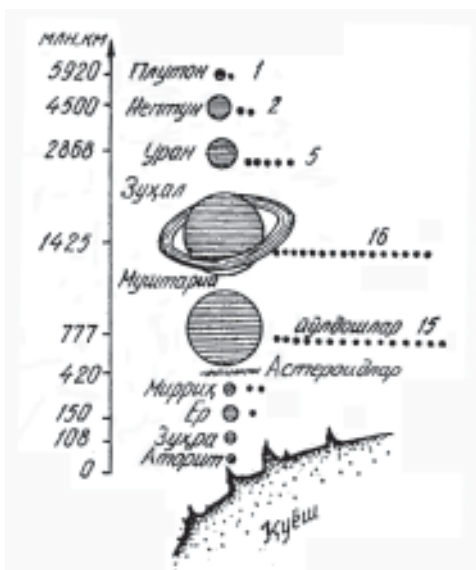 млн.км
5920 Плутон 1
4500 Нептун 2
2868 Уран 5
Зуҳал
1425 16
Муштарий
777 йўлдошлар 15
420 Астероидлар
Миррих
150 Ер
108 Зуҳра
0 Аторит
Қуёш